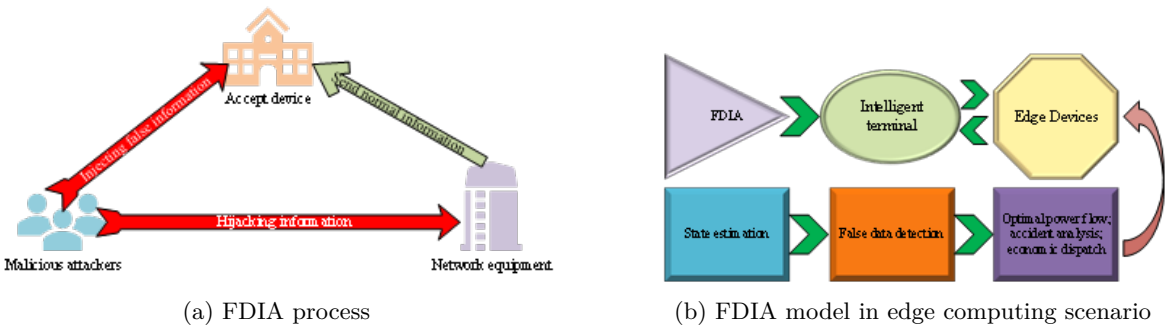 Accept device
Injecting false information
Send normal information
Hijacking information
Malicious attackers
Network equipment
(a) FDIA process
FDIA
Intelligent
terminal
Edge Devices
State estimation
False data detection
Optimal power flow;
accident analysis;
economic dispatch
(b) FDIA model in edge computing scenario